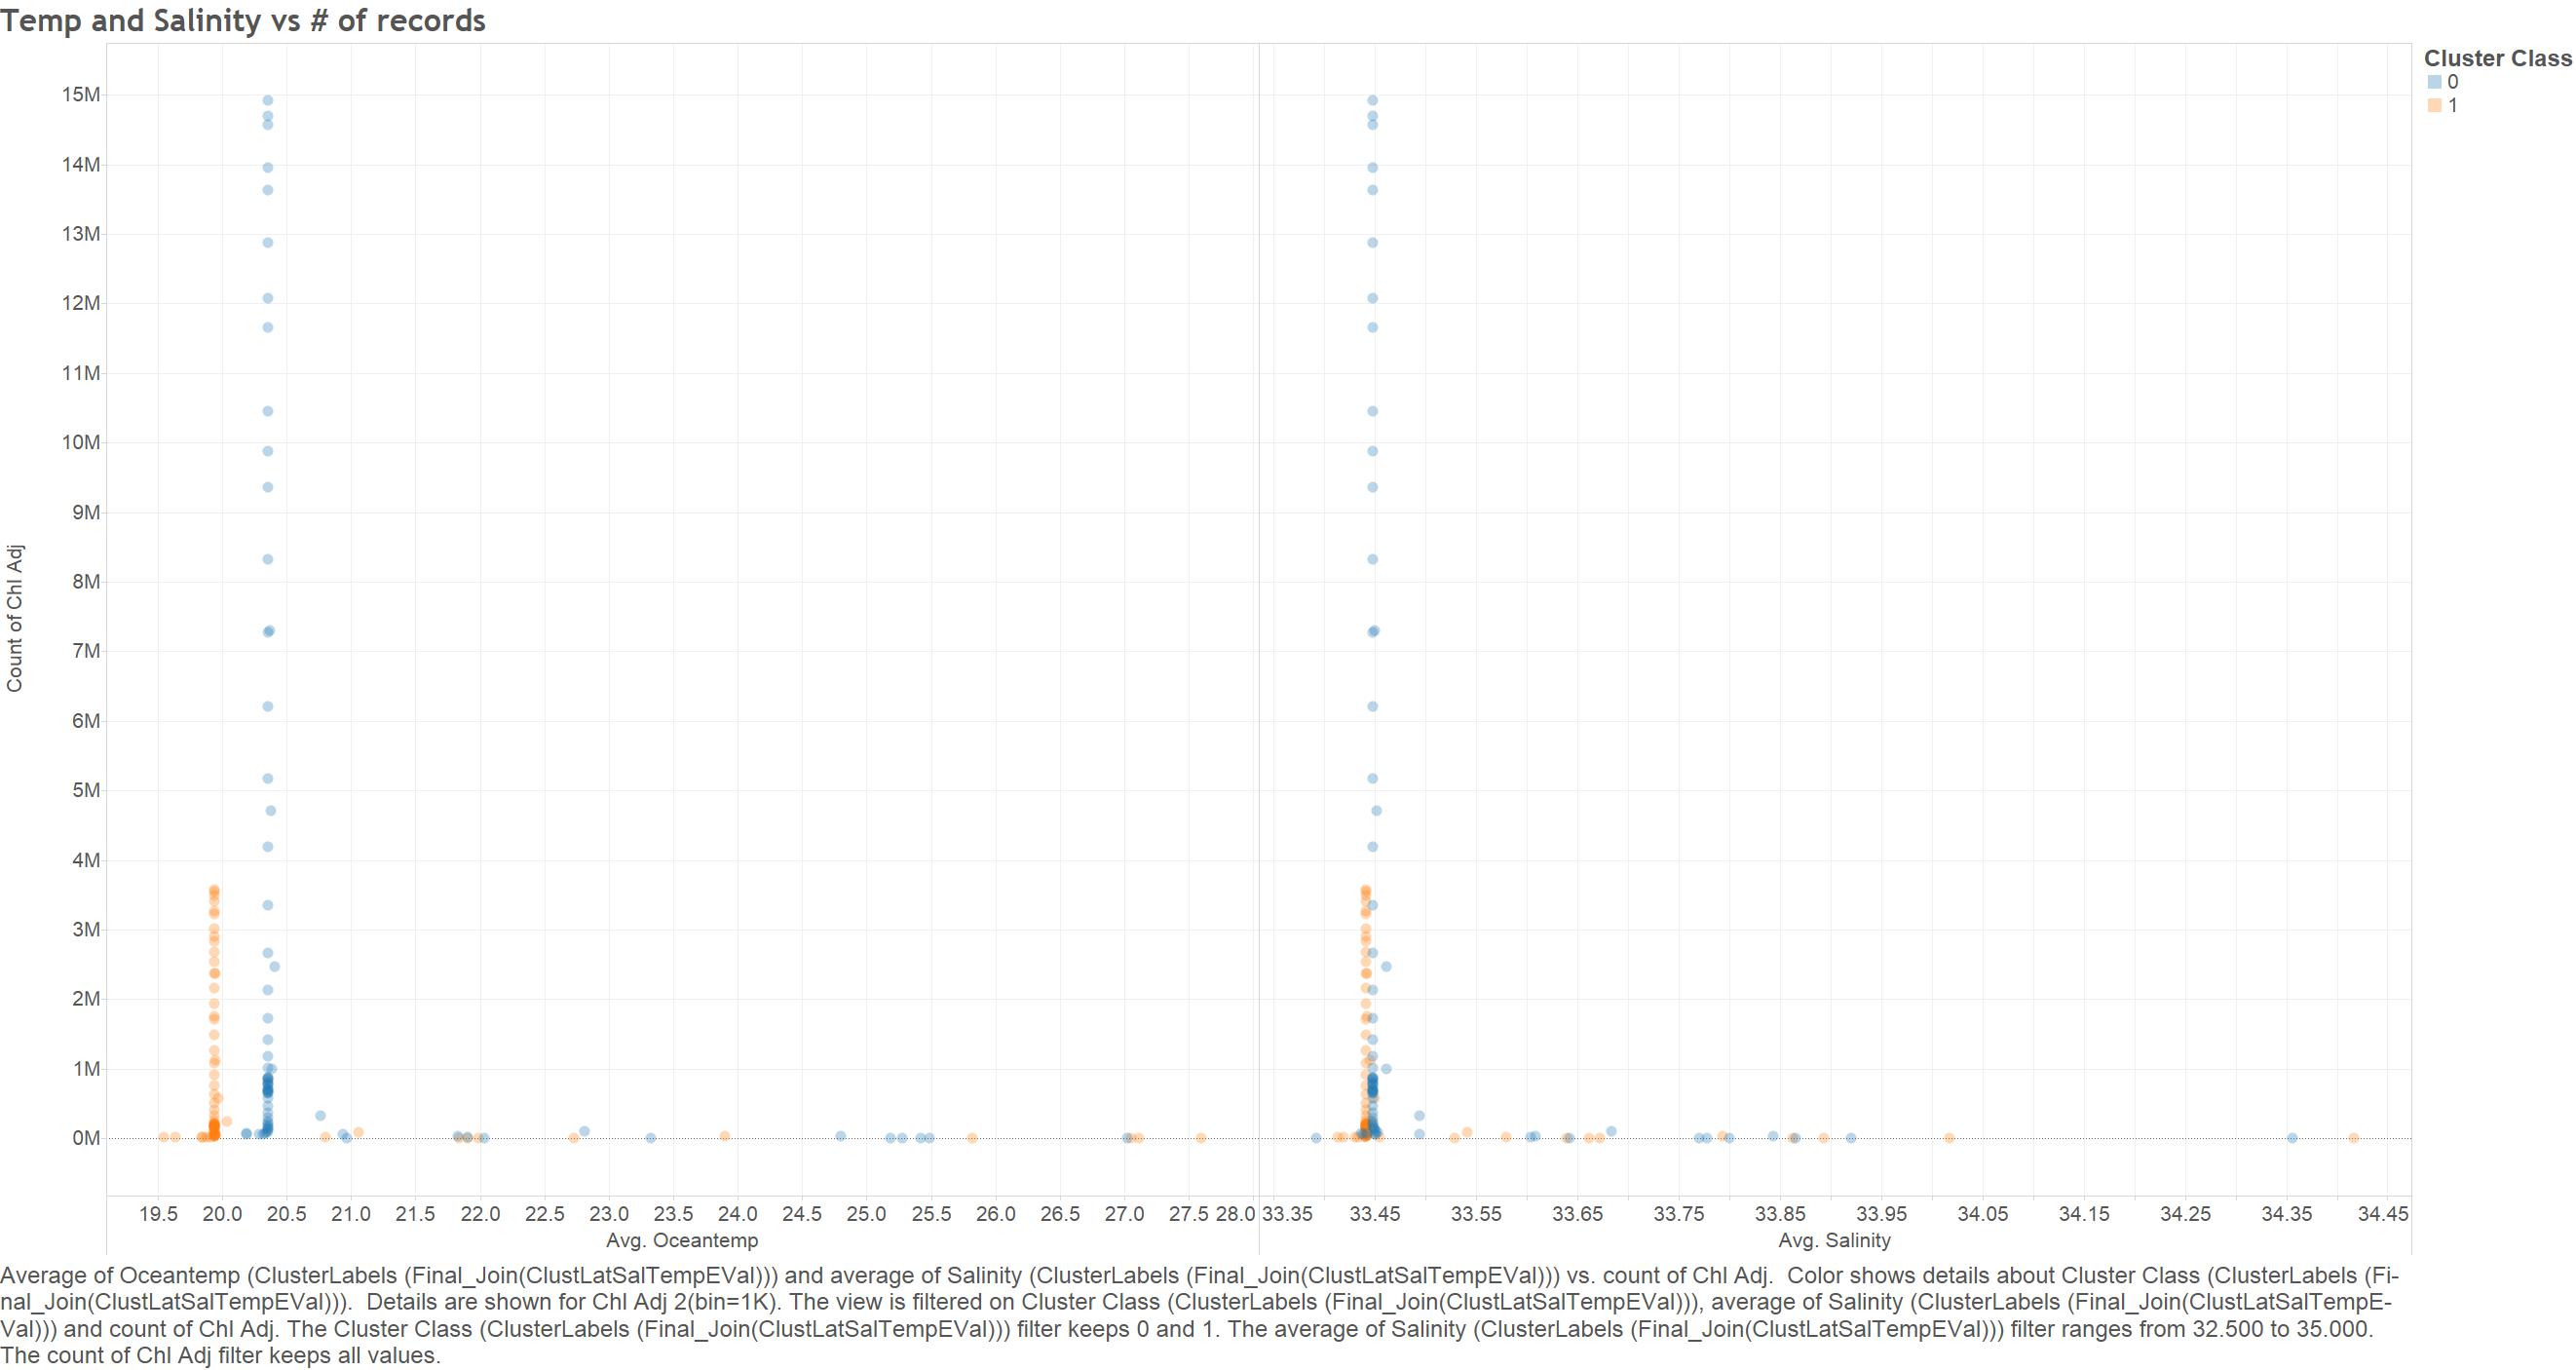 Temp and Salinity vs # of records
Cluster Class
0
1
15M
14M
13M
12M
11M
10M
9M
8M
7M
6M
5M
4M
3M
2M
1M
0M
Count of Chl Adj
19.5 20.0 20.5 21.0 21.5 22.0 22.5 23.0 23.5 24.0 24.5 25.0 25.5 26.0 26.5 27.0 27.5 28.0 33.35 33.45 33.55 33.65 33.75 33.85 33.95 34.05 34.15 34.25 34.35 34.45
Avg. Oceantemp Avg. Salinity
Average of Oceantemp (ClusterLabels (Final_Join(ClustLatSalTempEVal))) and average of Salinity (ClusterLabels (Final_Join(ClustLatSalTempEVal))) vs. count of Chl Adj.  Color shows details about Cluster Class (ClusterLabels (Fi-
nal_Join(ClustLatSalTempEVal))).  Details are shown for Chl Adj 2(bin=1K). The view is filtered on Cluster Class (ClusterLabels (Final_Join(ClustLatSalTempEVal))), average of Salinity (ClusterLabels (Final_Join(ClustLatSalTempE-
Val))) and count of Chl Adj. The Cluster Class (ClusterLabels (Final_Join(ClustLatSalTempEVal))) filter keeps 0 and 1. The average of Salinity (ClusterLabels (Final_Join(ClustLatSalTempEVal))) filter ranges from 32.500 to 35.000.
The count of Chl Adj filter keeps all values.